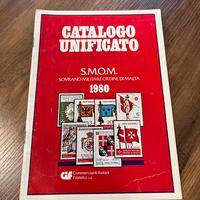 CATALOGO
UNIFICATO
S.M.O.M.
SOVRANO MILITARE ORDINE DI MALTA
1980
Commercianti Italiani
Filatelici